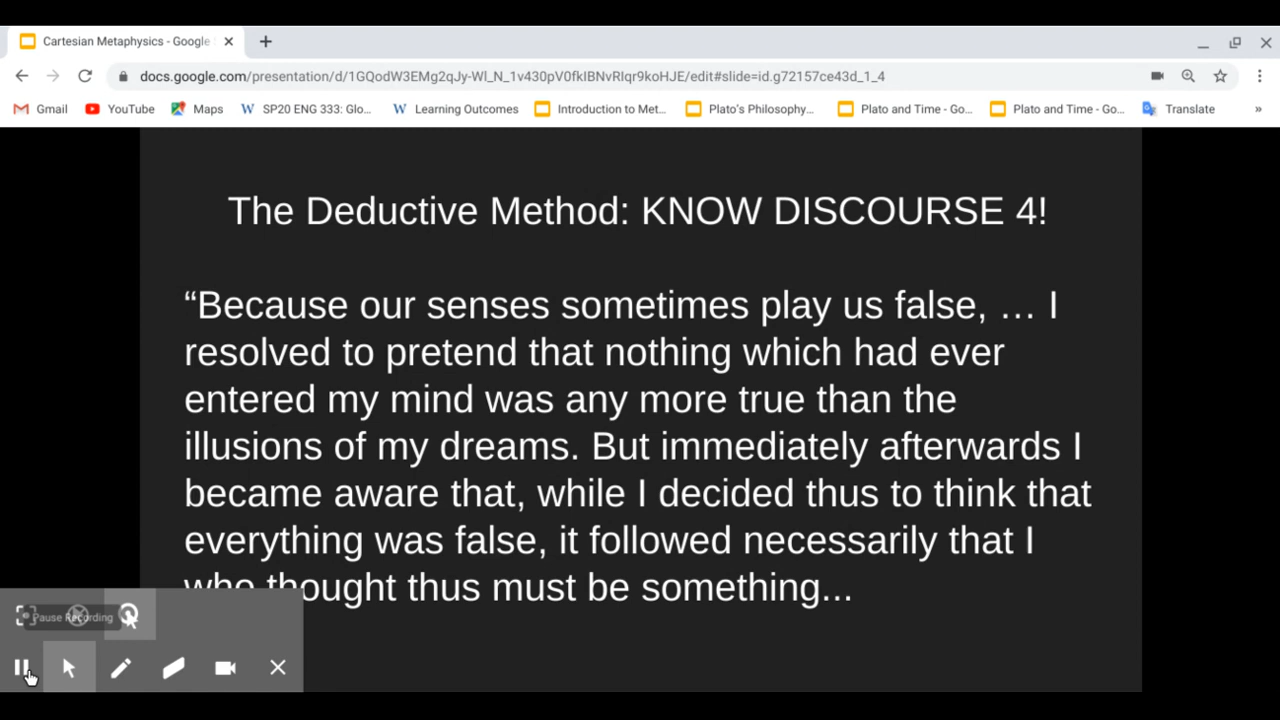 Cartesian Metaphysics - Google
docs.google.com/presentation/d/1GQodW3EMg2qJy-Wl_N_1v430pV0fkIBNvRIqr9koHJE/edit#slide=id.g72157ce43d_1_4
Gmail YouTube Maps SP20 ENG 333: Glo... Learning Outcomes Introduction to Met... Plato's Philosophy... Plato and Time - Go... Plato and Time - Go... Translate »
The Deductive Method: KNOW DISCOURSE 4!
“Because our senses sometimes play us false, … I
resolved to pretend that nothing which had ever
entered my mind was any more true than the
illusions of my dreams. But immediately afterwards I
became aware that, while I decided thus to think that
everything was false, it followed necessarily that I
who thought thus must be something...
Pause Recording